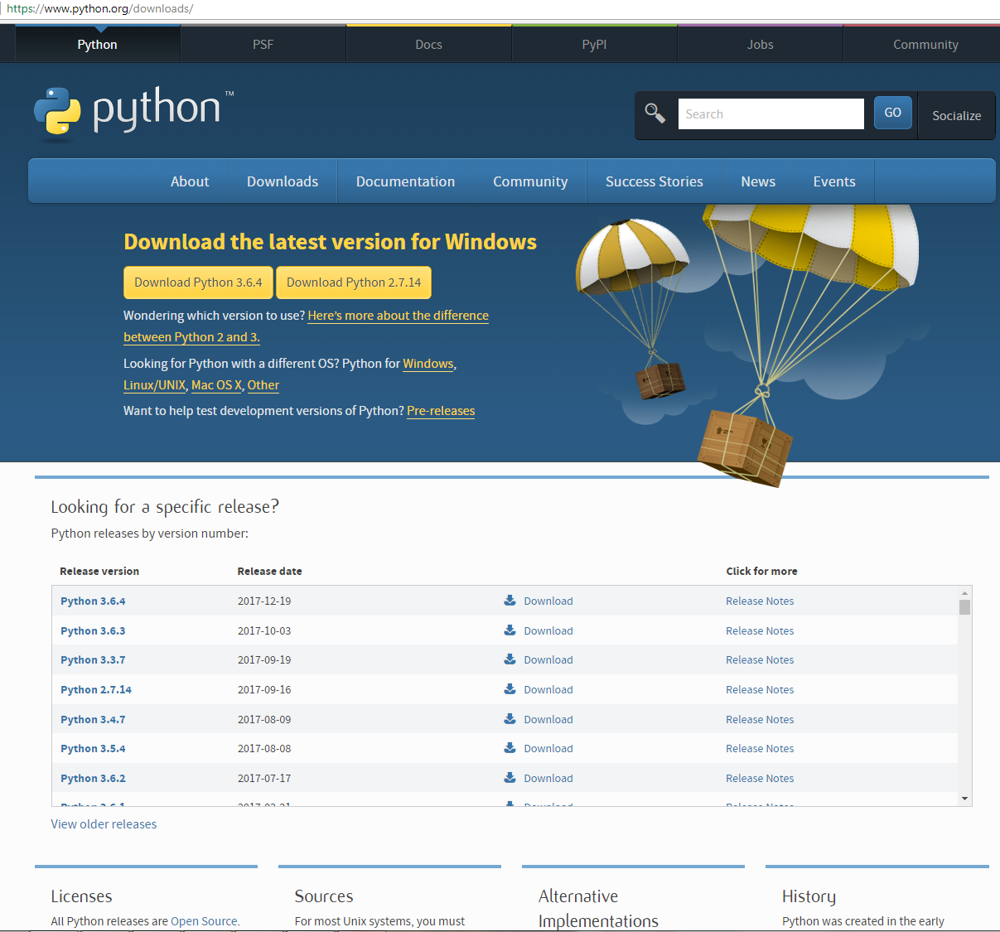 https://www.python.org/downloads/
Python PSF Docs PyPI Jobs Community
python™
Search GO Socialize
About Downloads Documentation Community Success Stories News Events
Download the latest version for Windows
Download Python 3.6.4 Download Python 2.7.14
Wondering which version to use? Here's more about the difference
between Python 2 and 3.
Looking for Python with a different OS? Python for Windows,
Linux/UNIX, Mac OS X, Other
Want to help test development versions of Python? Pre-releases
Looking for a specific release?
Python releases by version number:
Release version Release date Click for more
Python 3.6.4 2017-12-19 Download Release Notes
Python 3.6.3 2017-10-03 Download Release Notes
Python 3.3.7 2017-09-19 Download Release Notes
Python 2.7.14 2017-09-16 Download Release Notes
Python 3.4.7 2017-08-09 Download Release Notes
Python 3.5.4 2017-08-08 Download Release Notes
Python 3.6.2 2017-07-17 Download Release Notes
Python 3.6.1 2017-03-21 Download Release Notes
View older releases
Licenses
All Python releases are Open Source.
Sources
For most Unix systems, you must
Alternative
Implementations
History
Python was created in the early